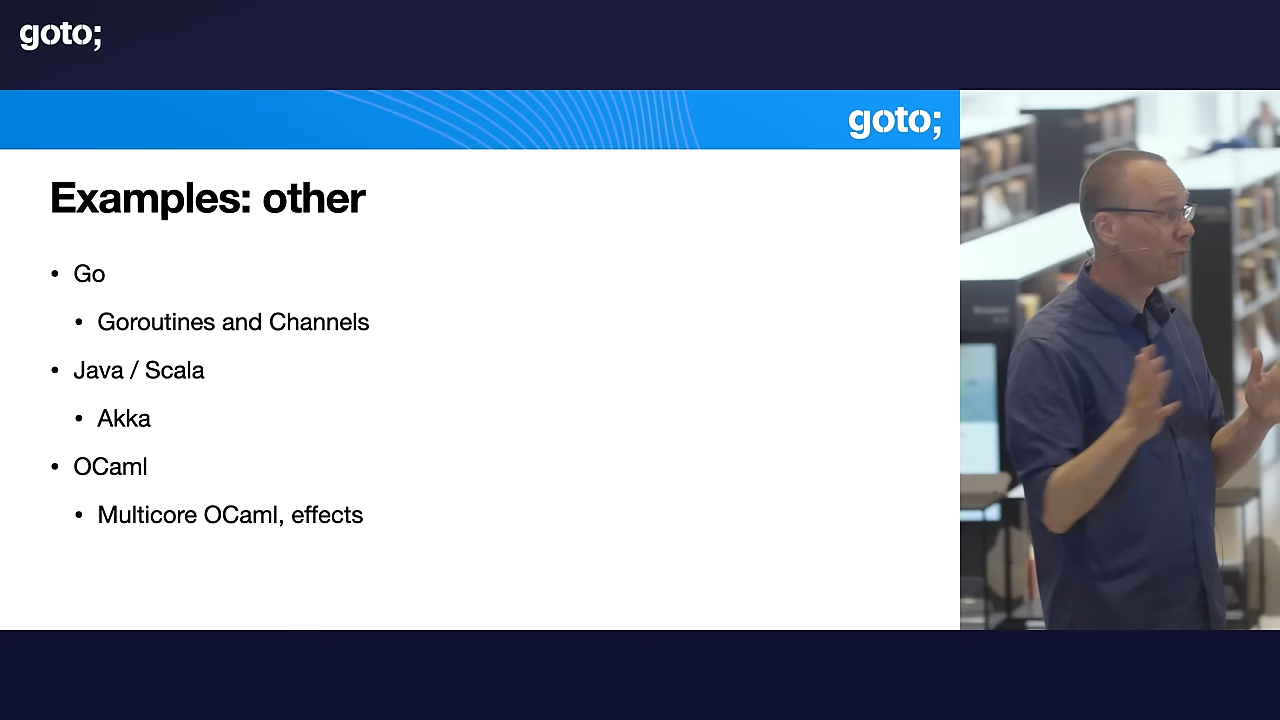 goto;
goto;
Examples: other
• Go
• Goroutines and Channels
• Java / Scala
• Akka
• OCaml
• Multicore OCaml, effects